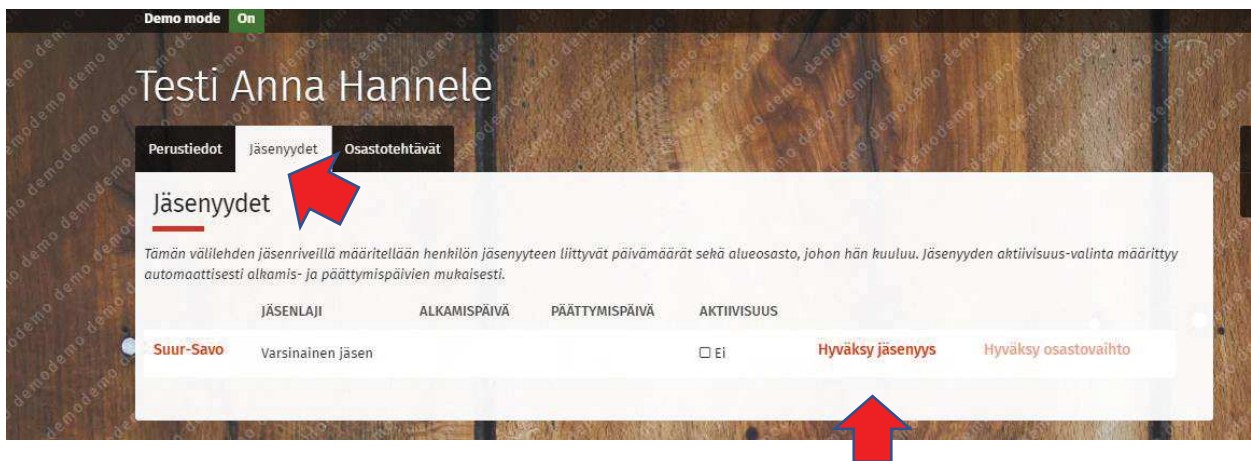 Demo mode On
Testi Anna Hannele
Perustiedot Jäsenyydet Osastotehtävät
Jäsenyydet
Tämän välilehden jäsenriveillä määritellään henkilön jäsenyyteen liittyvät päivämäärät sekä alueosasto, johon hän kuuluu. Jäsenyyden aktiivisuus-valinta määrittyy
automaattisesti alkamis- ja päättymispäivien mukaisesti.
JÄSENLAJI ALKAMISPÄIVÄ PÄÄTTYMISPÄIVÄ AKTIIVISUUS
Suur-Savo Varsinainen jäsen Ei Hyväksy jäsenyys Hyväksy osastovaihto